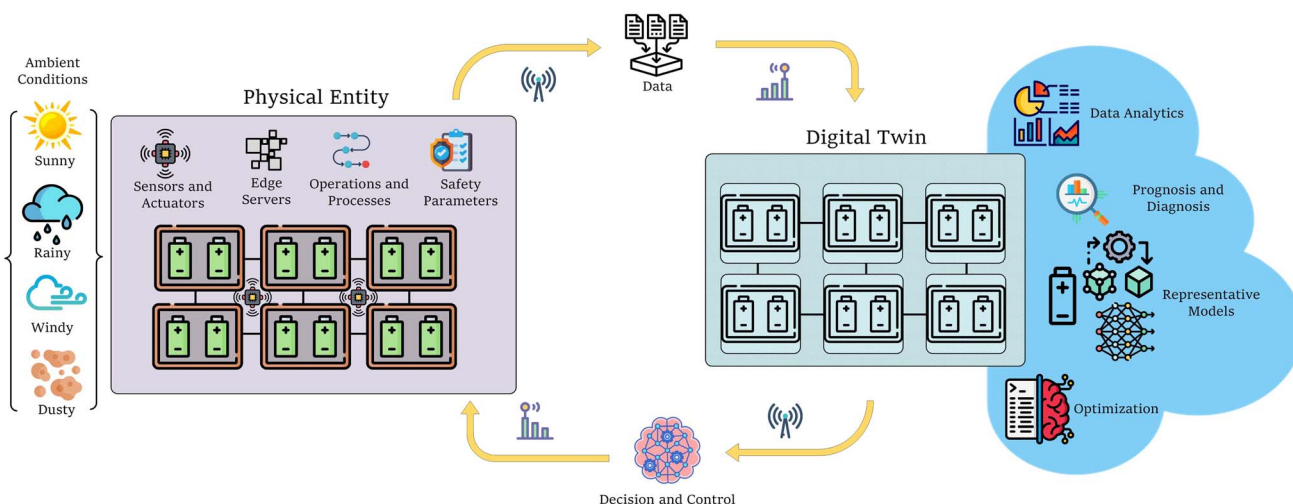 Ambient
Conditions
Sunny
Rainy
Windy
Dusty
Physical Entity
Sensors and
Actuators
Edge
Servers
Operations and
Processes
Safety
Parameters
Data
Digital Twin
Data Analytics
Prognosis and
Diagnosis
Representative
Models
Optimization
Decision and Control